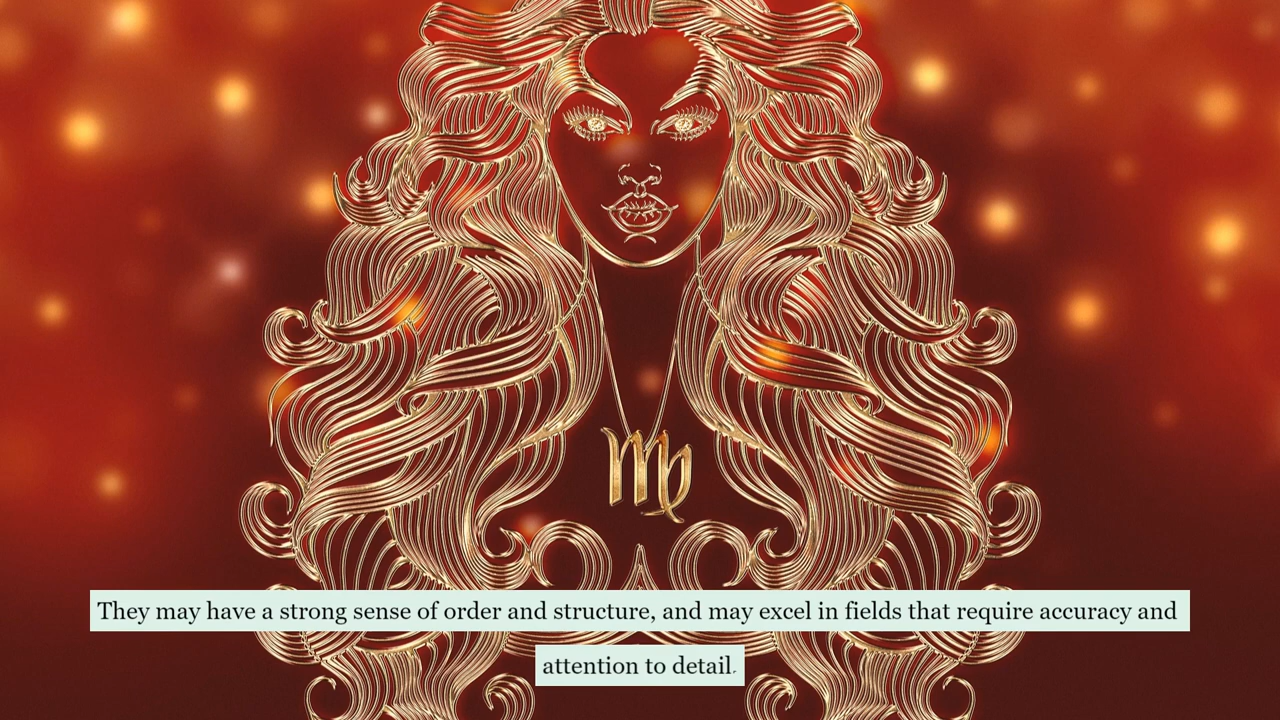 They may have a strong sense of order and structure, and may excel in fields that require accuracy and
attention to detail.